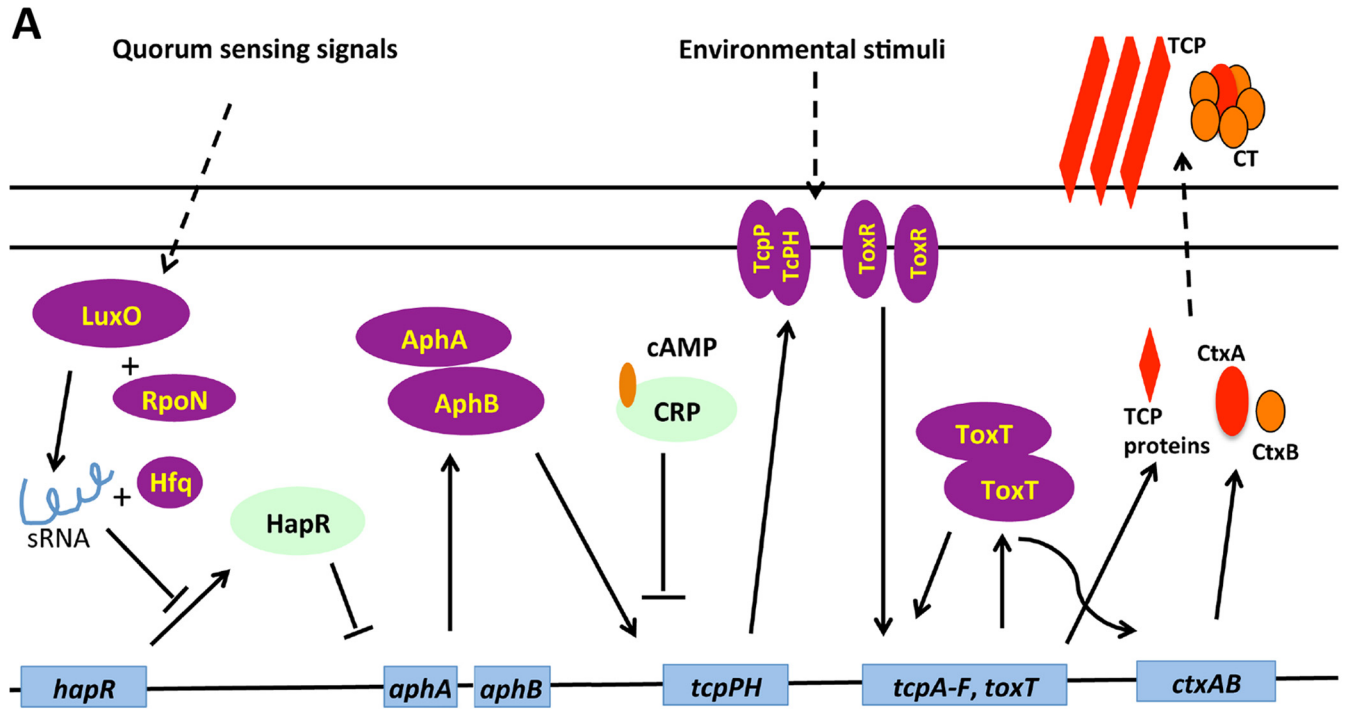 A
Quorum sensing signals
Environmental stimuli
TCP
CT
TcpP
TcPH
ToxR
ToxR
LuxO
+
RpoN
AphA
AphB
cAMP
CRP
CtxA
TCP
proteins
CtxB
ToxT
ToxT
+
Hfq
sRNA
HapR
hapR
aphA
aphB
tcpPH
tcpA-F, toxT
ctxAB